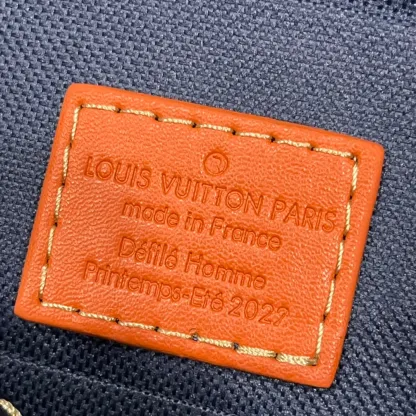 LOUIS VUITTON PARIS
made in France
Défilé Homme
Printemps-Eté 2022